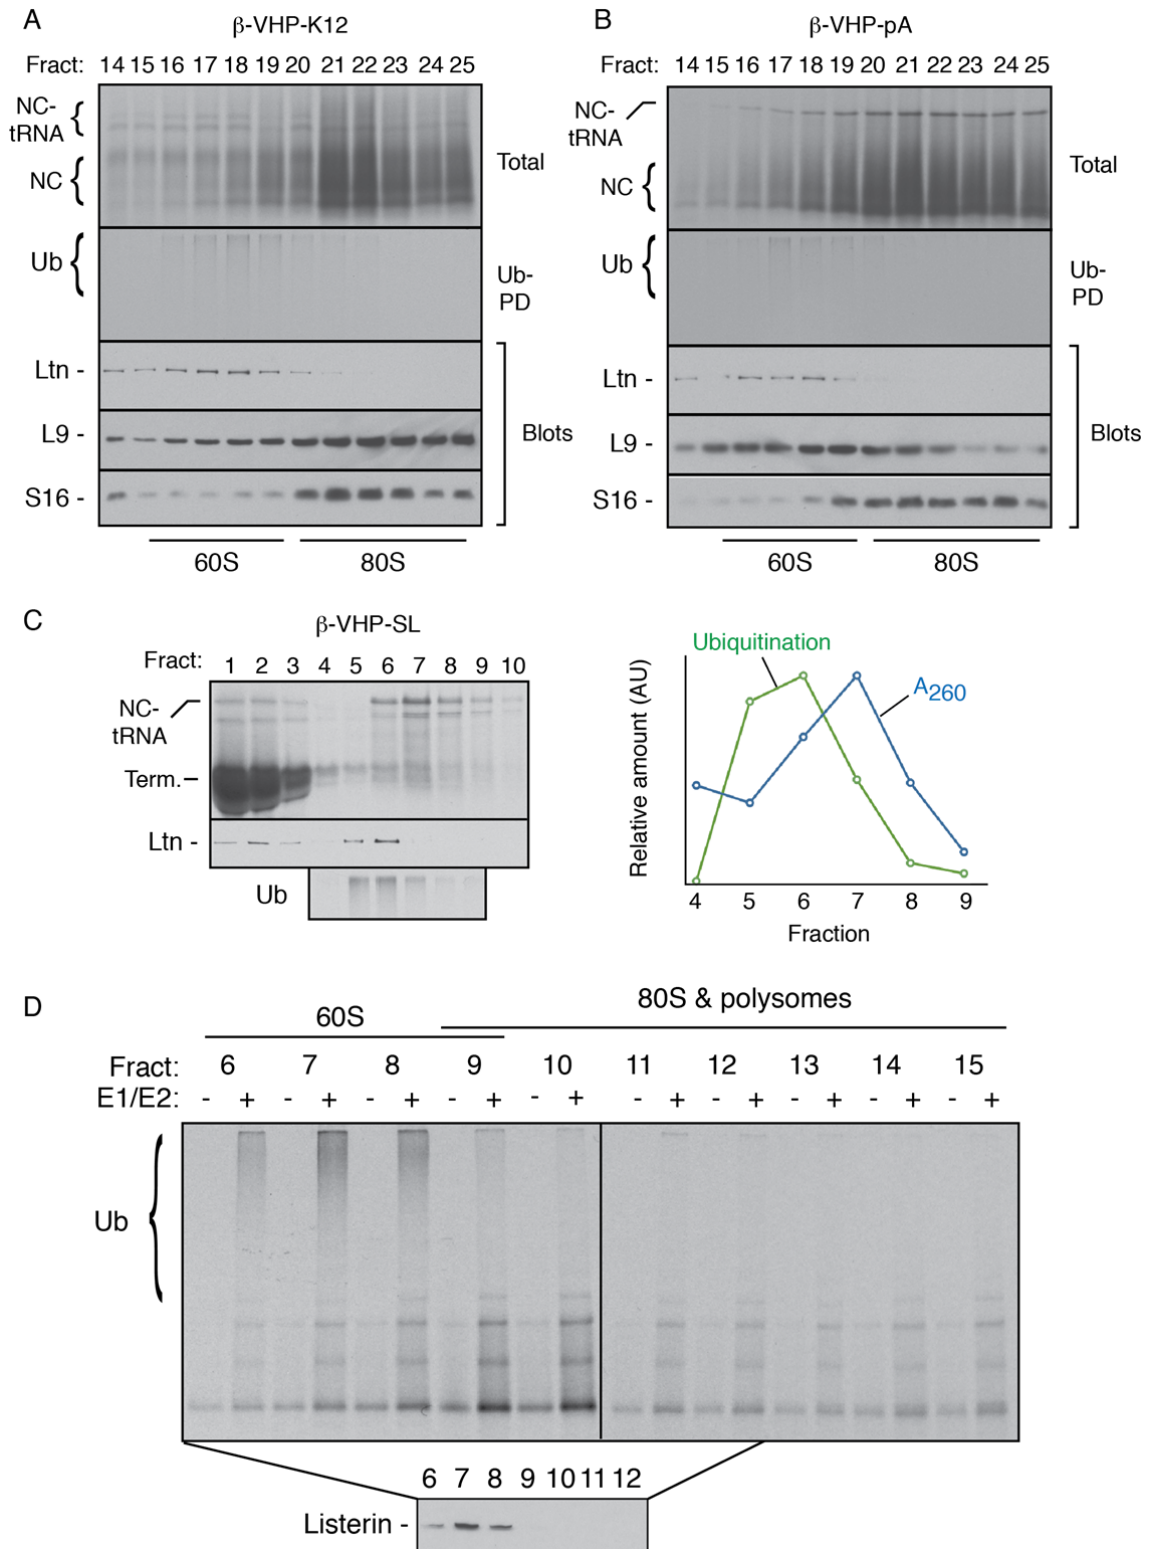 A
β-VHP-K12
Fract: 14 15 16 17 18 19 20 21 22 23 24 25
NC-
tRNA
NC
Total
Ub
Ub-
PD
Ltn -
L9 -
Blots
S16 -
60S 80S
B
β-VHP-pA
Fract: 14 15 16 17 18 19 20 21 22 23 24 25
NC-
tRNA
NC
Total
Ub
Ub-
PD
Ltn -
L9 -
Blots
S16 -
60S 80S
C
β-VHP-SL
Fract: 1 2 3 4 5 6 7 8 9 10
NC-
tRNA
Term.
Ltn -
Ub
Ubiquitination
A260
Relative amount (AU)
4 5 6 7 8 9
Fraction
D
60S 80S & polysomes
Fract: 6 7 8 9 10 11 12 13 14 15
E1/E2: - + - + - + - + - + - + - + - + - + - +
Ub
6 7 8 9 10 11 12
Listerin -